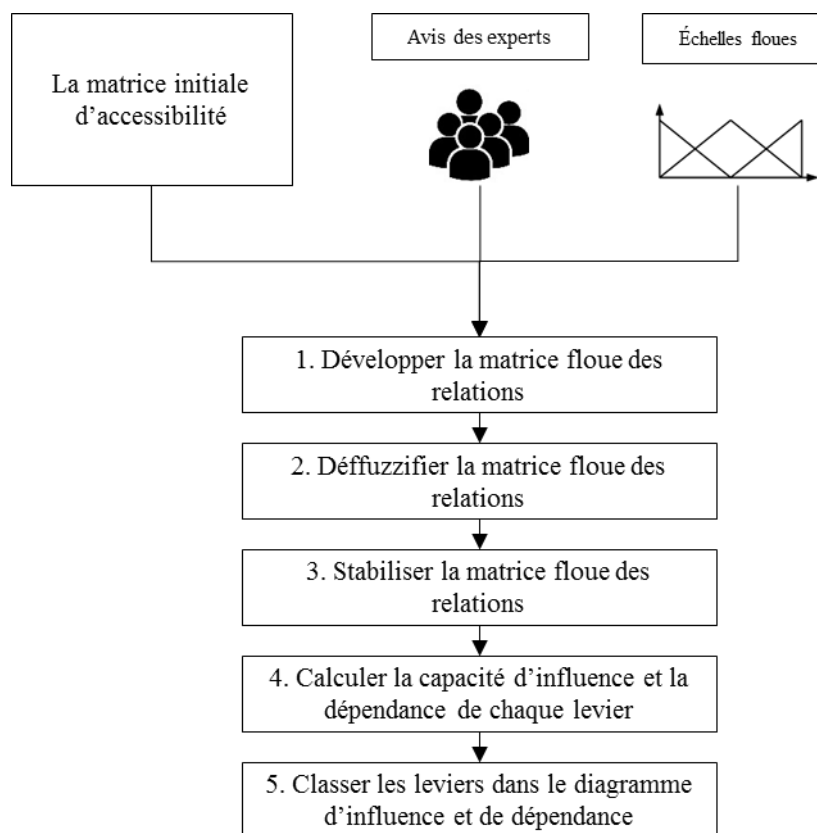 La matrice initiale
d’accessibilité
Avis des experts
Échelles floues
1. Développer la matrice floue des
relations
2. Déffuzzifier la matrice floue des
relations
3. Stabiliser la matrice floue des
relations
4. Calculer la capacité d’influence et la
dépendance de chaque levier
5. Classer les leviers dans le diagramme
d’influence et de dépendance